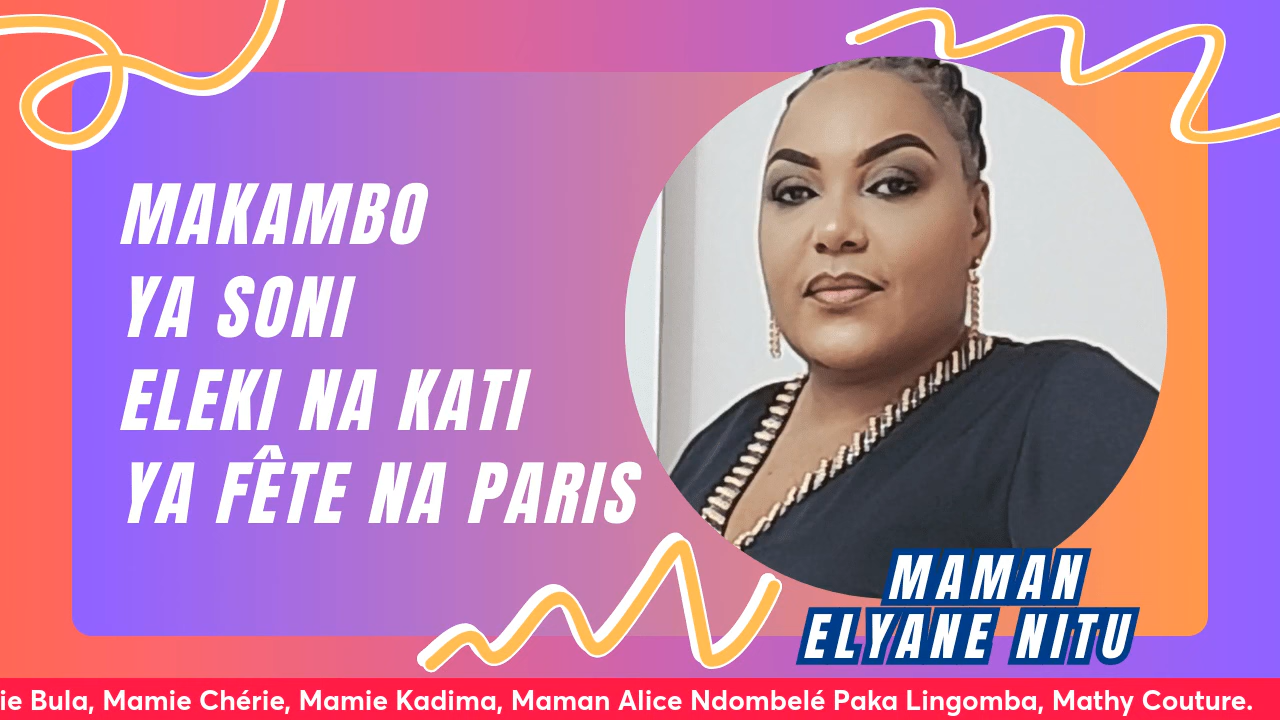 MAKAMBO
YA SONI
ELEKI NA KATI
YA FÊTE NA PARIS
MAMAN
ELYANE NITU
ie Bula, Mamie Chérie, Mamie Kadima, Maman Alice Ndombelé Paka Lingomba, Mathy Couture.